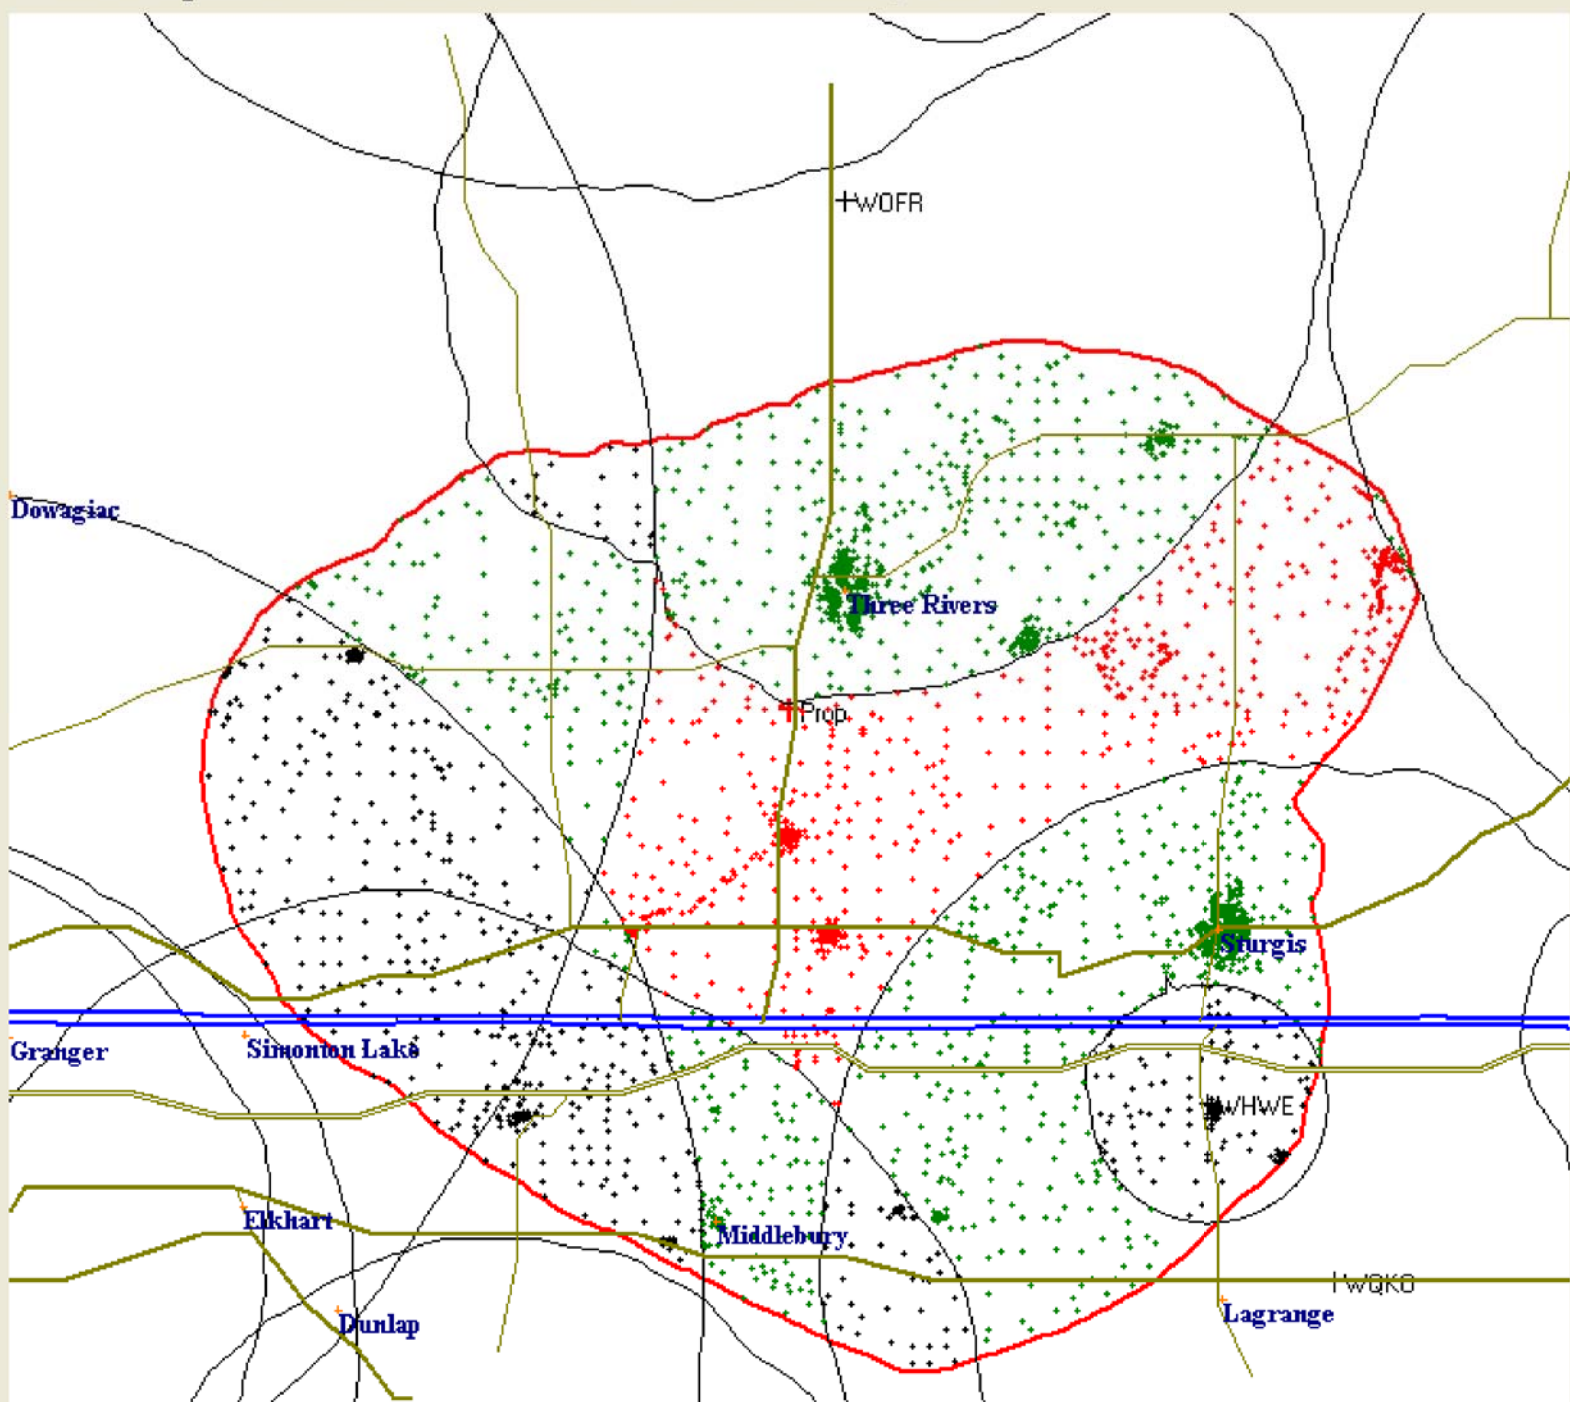 +WOFR
Dowagiac
Three Rivers
Prop
Sturgis
Granger
Simonton Lake
WHWE
Elkhart
Middlebury
WQKO
Dunlap
Lagrange